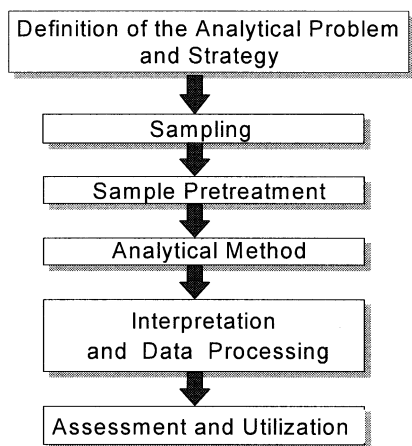 Definition of the Analytical Problem
and Strategy
Sampling
Sample Pretreatment
Analytical Method
Interpretation
and Data Processing
Assessment and Utilization